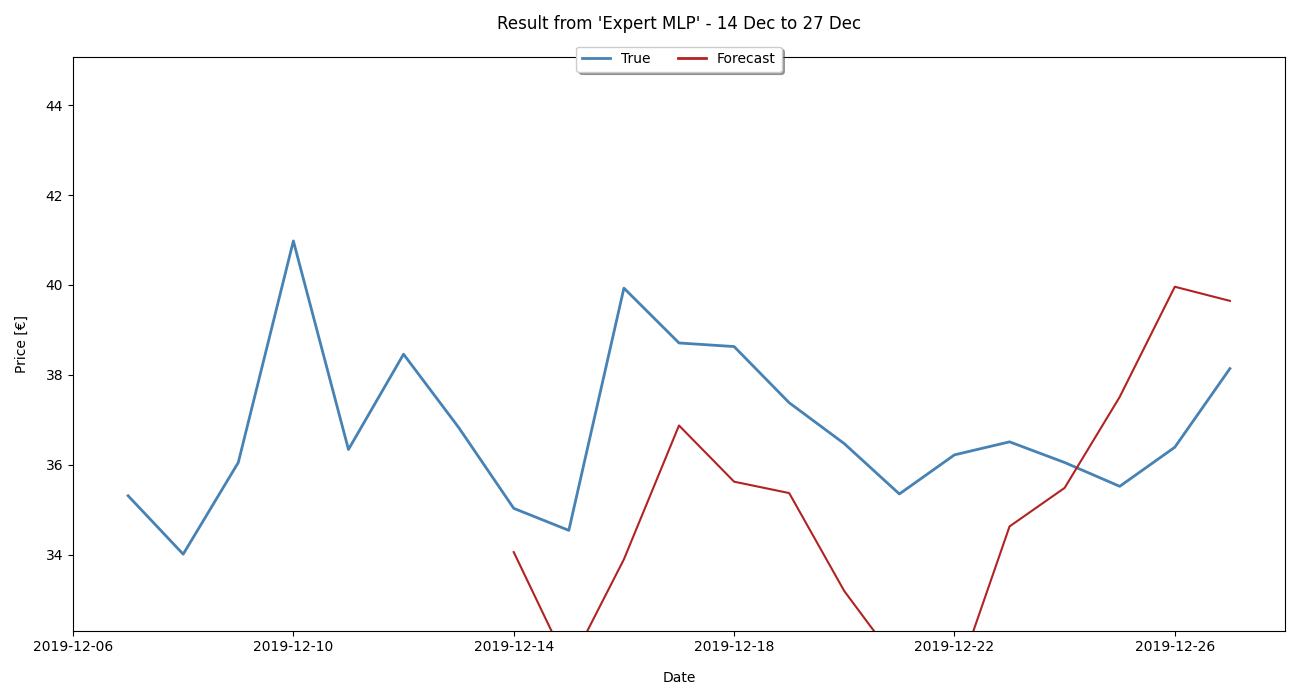 Result from 'Expert MLP' - 14 Dec to 27 Dec
True Forecast
44
42
40
38
36
34
Price [€]
2019-12-06 2019-12-10 2019-12-14 2019-12-18 2019-12-22 2019-12-26
Date